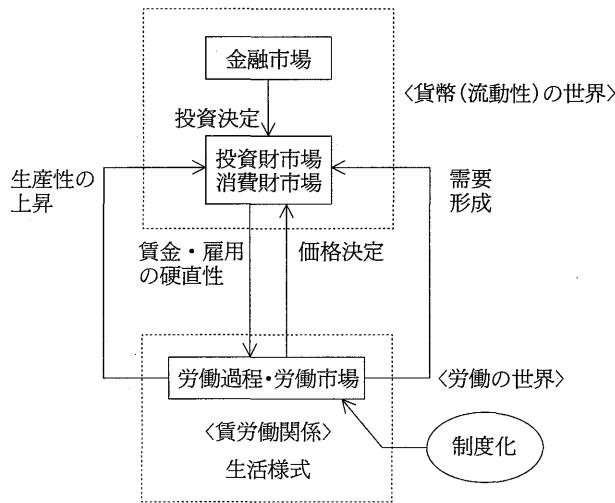 金融市場
〈貨幣(流動性)の世界〉
投資決定
投資財市場
消費財市場
生産性の
上昇
需要
形成
賃金・雇用
の硬直性
価格決定
労働過程・労働市場
〈労働の世界〉
〈賃労働関係〉
生活様式
制度化